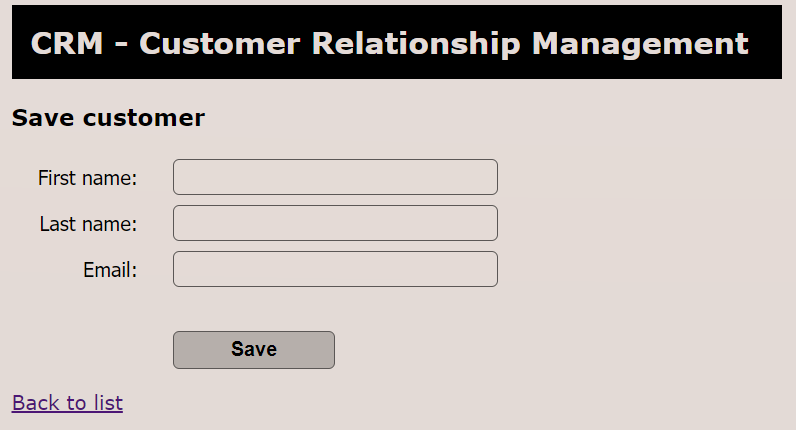 CRM - Customer Relationship Management
Save customer
First name:
Last name:
Email:
Save
Back to list